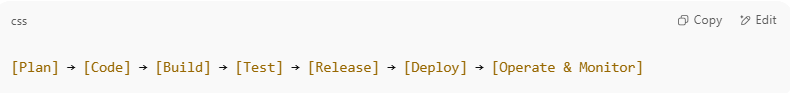 css Copy Edit
[Plan] → [Code] → [Build] → [Test] → [Release] → [Deploy] → [Operate & Monitor]